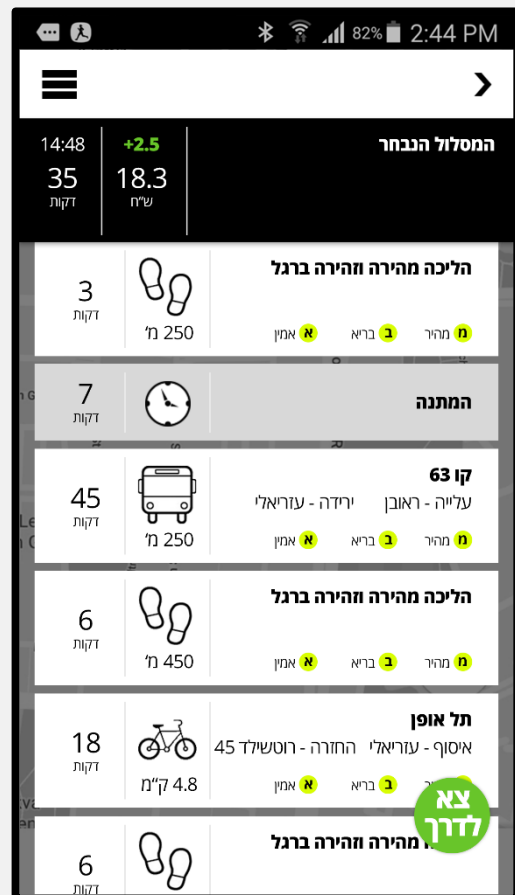 82% 2:44 PM
המסלול הנבחר
+2.5
18.3
ש"ח
14:48
35
דקות
הליכה מהירה וזהירה ברגל
מ מהיר ב בריא א אמין
250 מ'
3
דקות
המתנה
7
דקות
קו 63
עלייה - ראובן ירידה - עזריאלי
מ מהיר ב בריא א אמין
250 מ'
45
דקות
הליכה מהירה וזהירה ברגל
מ מהיר ב בריא א אמין
450 מ'
6
דקות
תל אופן
איסוף - עזריאלי החזרה - רוטשילד 45
ב בריא א אמין
4.8 ק"מ
18
דקות
צא
לדרך
מהירה וזהירה ברגל
6
דקות